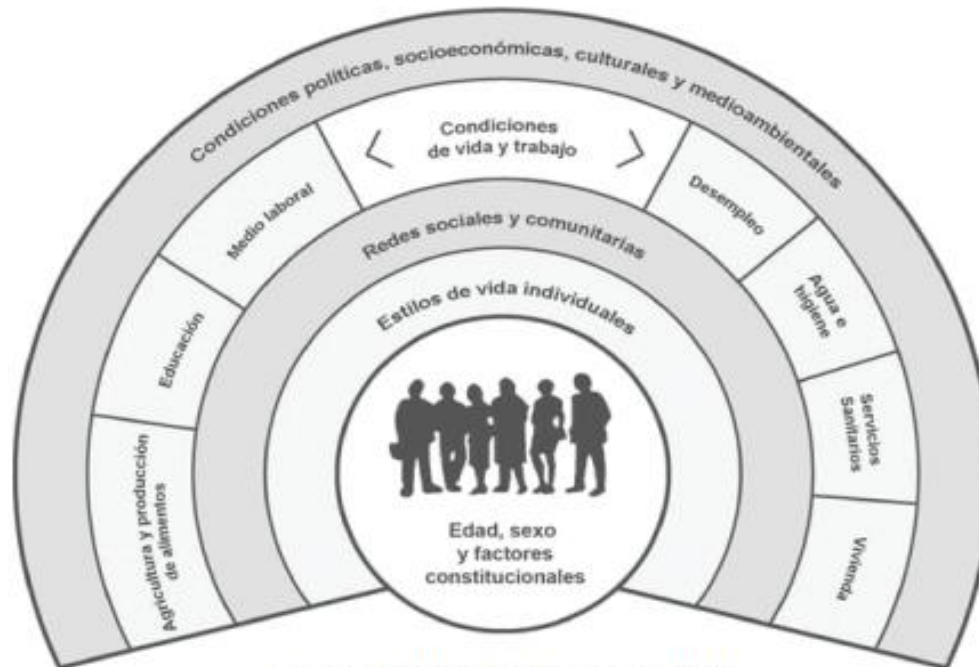 Condiciones políticas, socioeconómicas, culturales y medioambientales
Condiciones
de vida y trabajo
Agricultura y producción
de alimentos
Educación
Medio laboral
Desempleo
Agua e
higiene
Servicios
Sanitarios
Vivienda
Redes sociales y comunitarias
Estilos de vida individuales
Edad, sexo
y factores
constitucionales